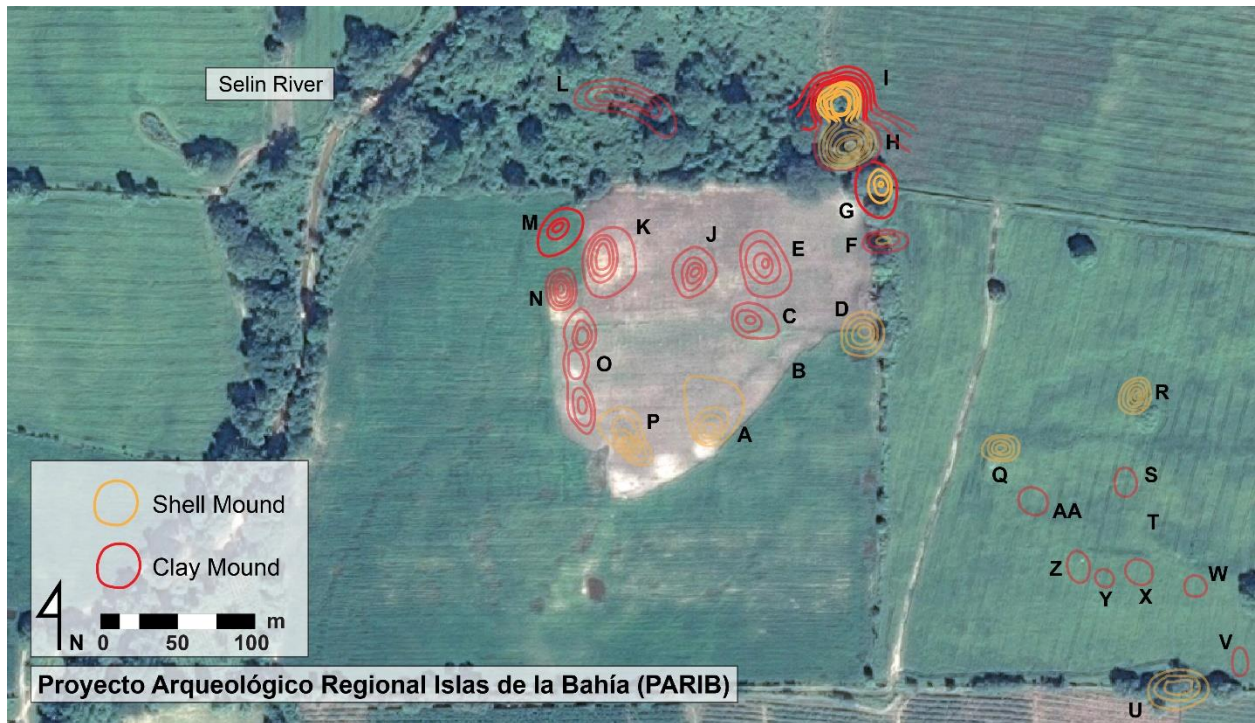 Selin River
L
I
H
G
M
K
J
E
F
N
C
D
O
B
P
A
R
Q
S
AA
T
Z
Y
X
W
V
U
Shell Mound
Clay Mound
N
0 50 100 m
Proyecto Arqueológico Regional Islas de la Bahía (PARIB)